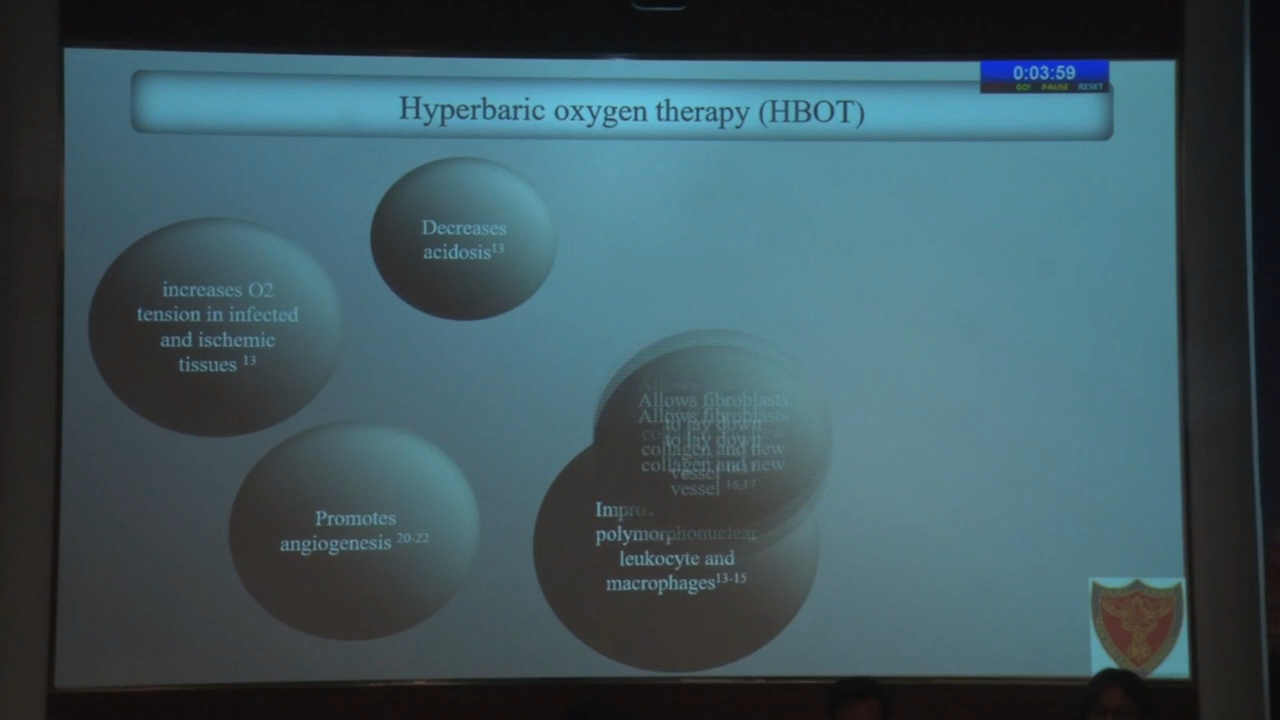 0:03:59
GO! PAUSE RESET
Hyperbaric oxygen therapy (HBOT)
Decreases
acidosis13
increases O2
tension in infected
and ischemic
tissues 13
Allows fibroblasts
to lay down
collagen and new
vessel 16,17
Promotes
angiogenesis 20-22
polymorphonuclear
leukocyte and
macrophages13-15